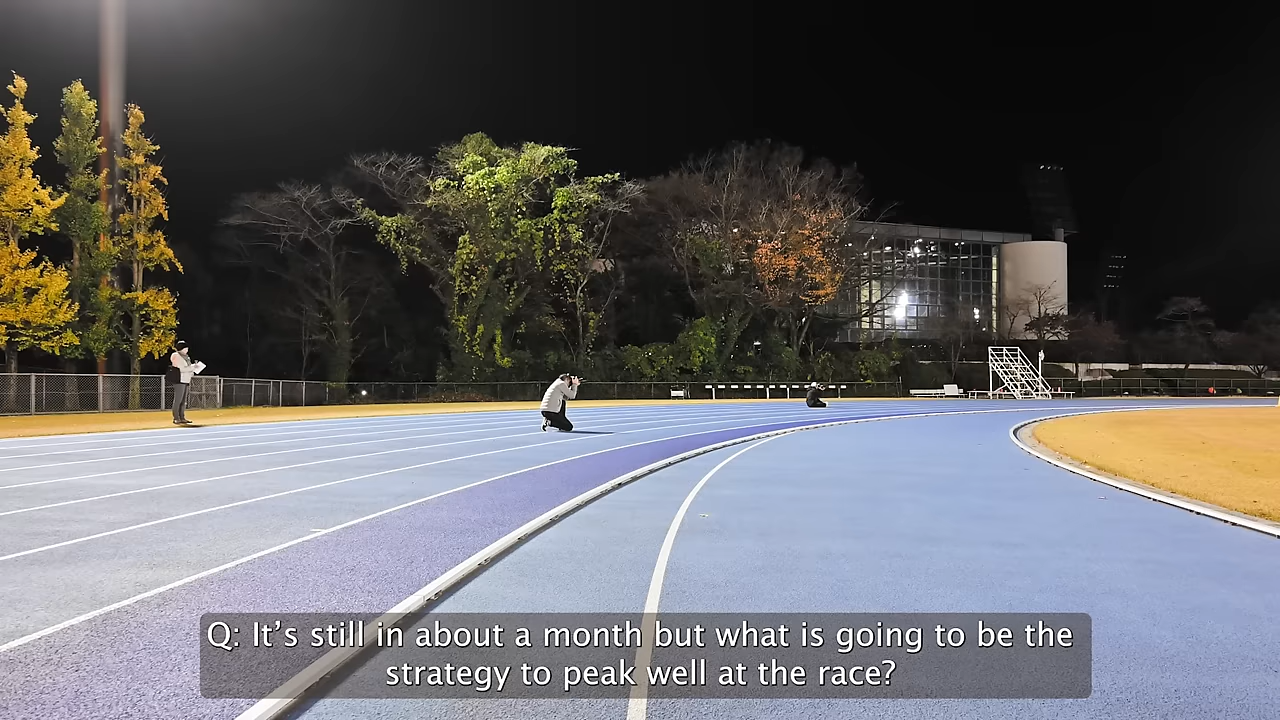 Q: It’s still in about a month but what is going to be the
strategy to peak well at the race?